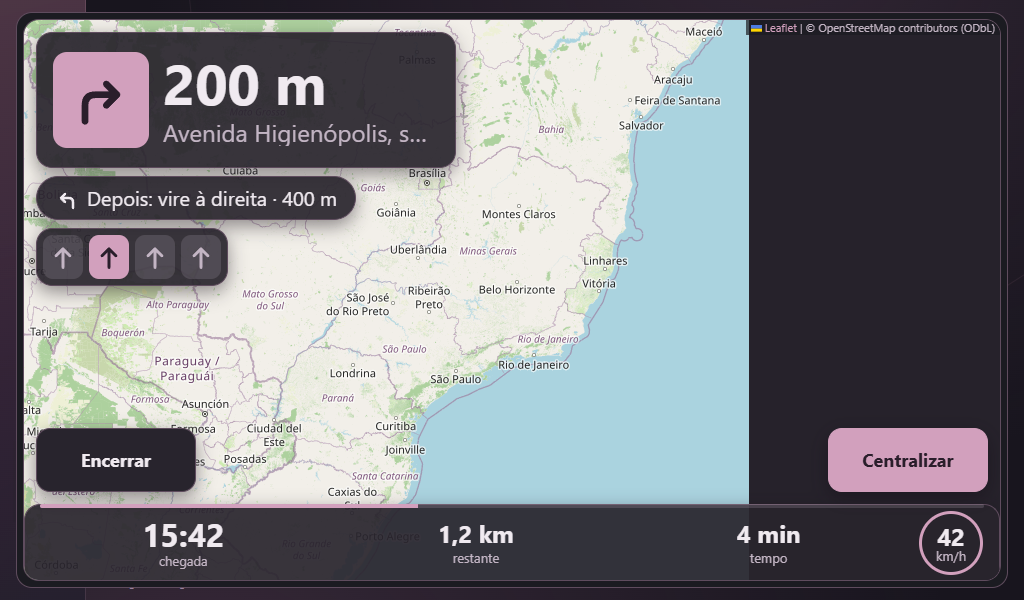 200 m
Avenida Higienópolis, s...
Depois: vire à direita · 400 m
Leaflet | © OpenStreetMap contributors (ODbL)
Maceió
Palmas
Aracaju
Feira de Santana
Salvador
Bahia
Cuiabá
Brasília
Goiás
Goiânia
Montes Claros
Uberlândia
Minas Gerais
Linhares
Vitória
Belo Horizonte
Ribeirão
Preto
São José
do Rio Preto
Mato Grosso
do Sul
Alto Paraguay
Boquerón
Tarija
Rio de Janeiro
Rio de Janeiro
São Paulo
São Paulo
Londrina
Paraná
Paraguay /
Paraguái
Formosa
Asunción
Formosa
Ciudad del
Este
Curitiba
Joinville
Posadas
Santa Catarina
Caxias do
Encerrar
Centralizar
15:42
chegada
1,2 km
restante
4 min
tempo
42
km/h
Porto Alegre
Córdoba
Santa Fe